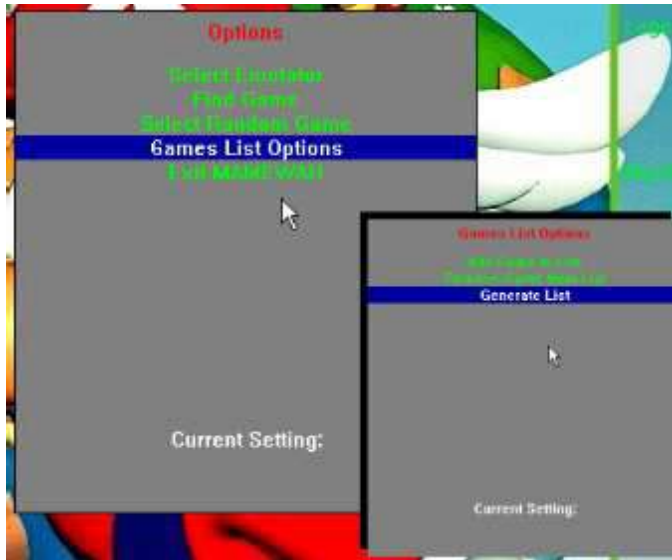 Options
Select Emulator
Find Game
Select Random Game
Games List Options
Exit MAMEWAH
Current Setting:
Games List Options
Generate List
Current Setting: